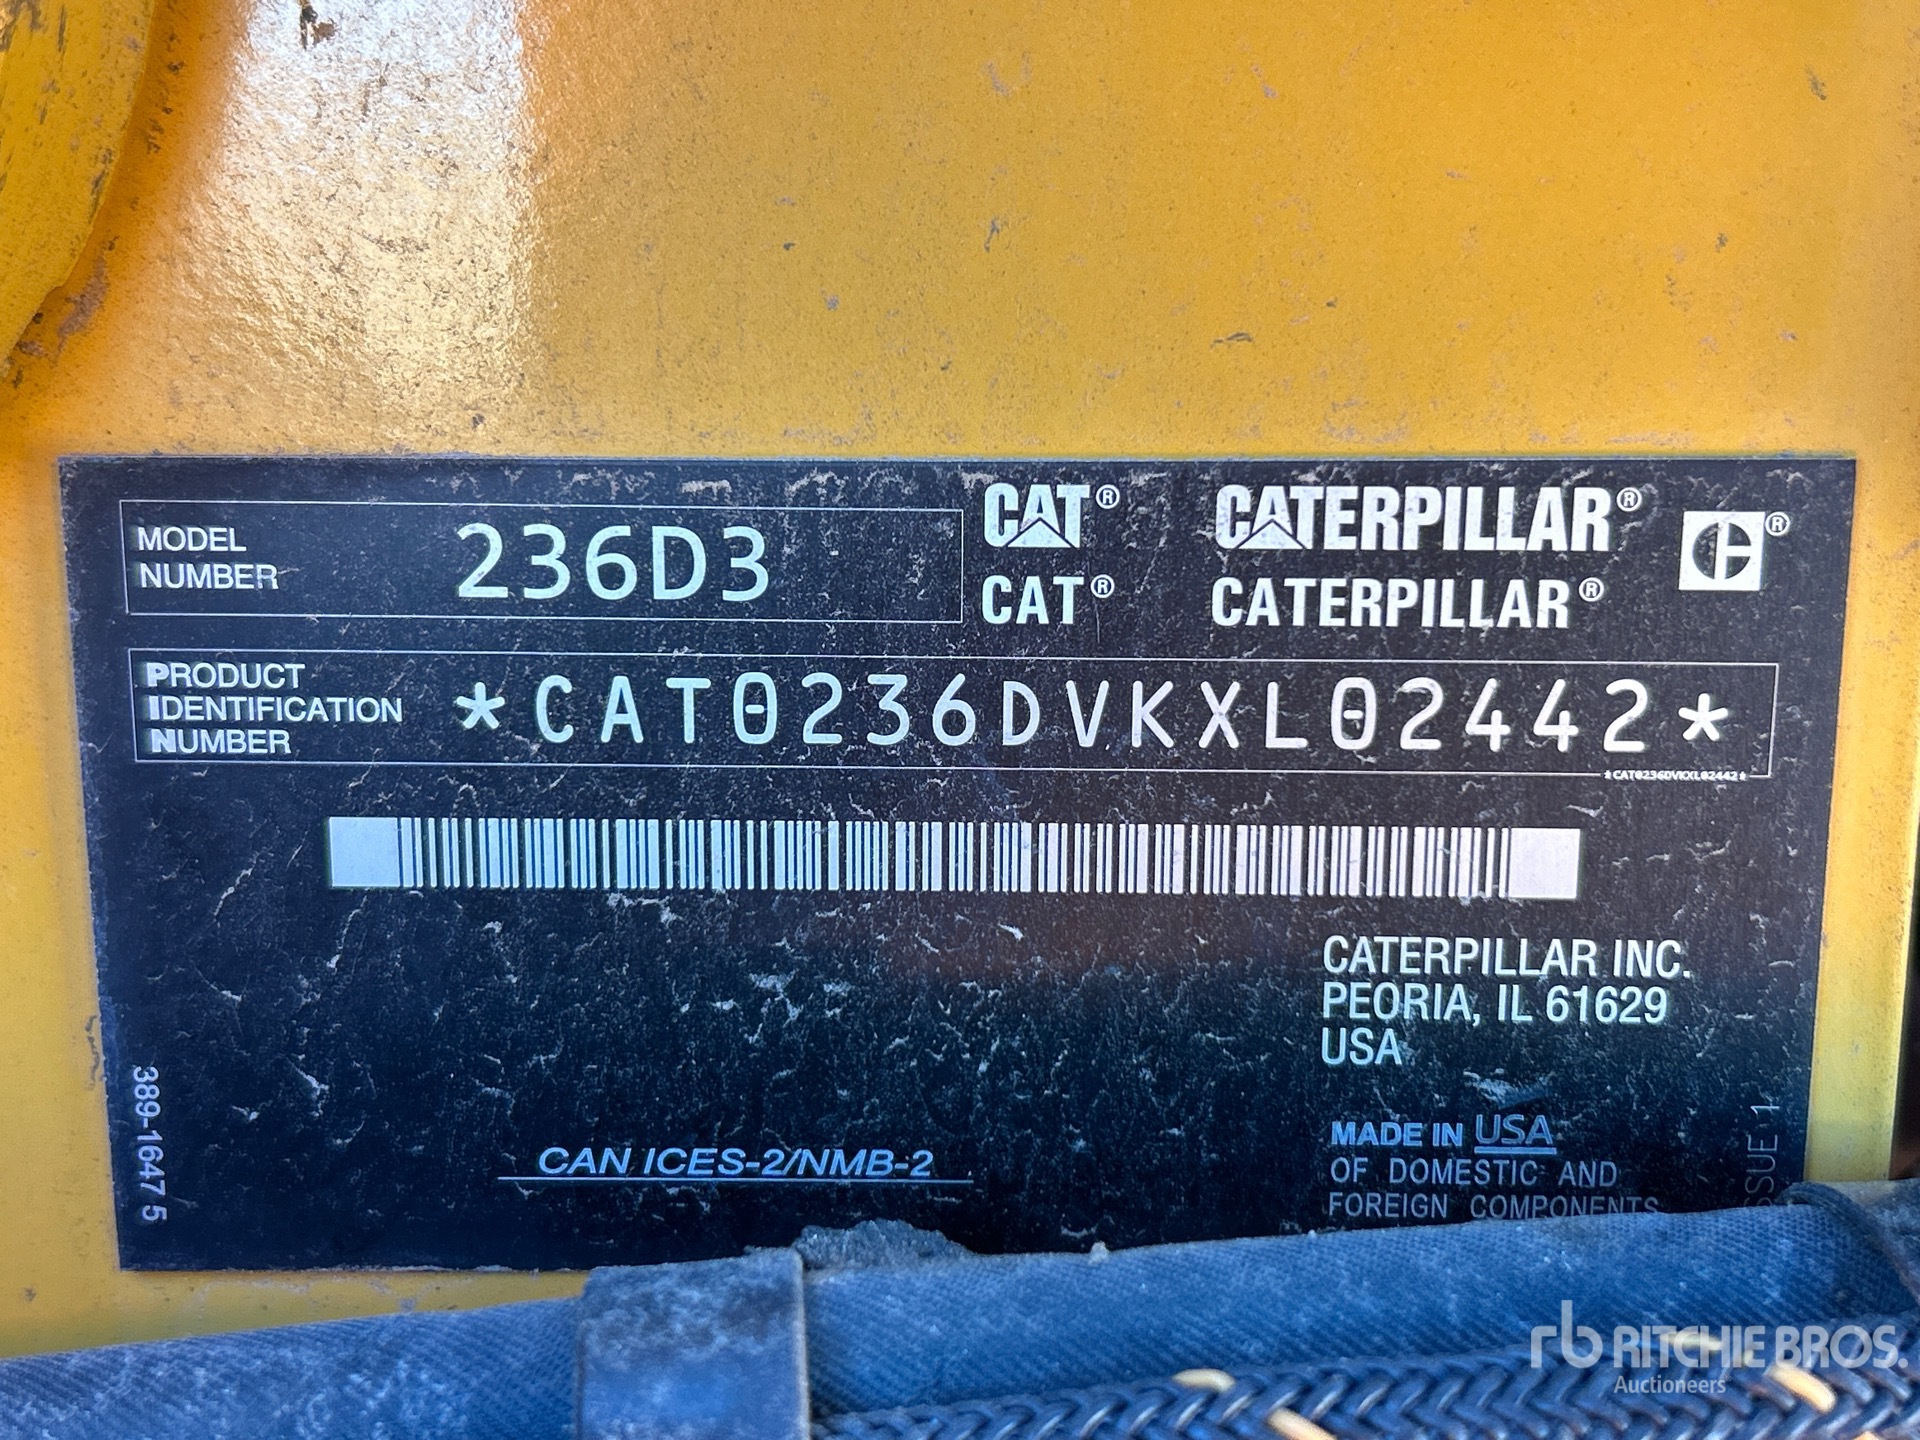 MODEL NUMBER 236D3
CAT® CATERPILLAR® ®
CAT® CATERPILLAR®
PRODUCT IDENTIFICATION NUMBER *CAT0236DVKXL02442*
*CAT0236DVKXL02442*
CATERPILLAR INC.
PEORIA, IL 61629
USA
MADE IN USA
OF DOMESTIC AND
FOREIGN COMPONENTS
CAN ICES-2/NMB-2
389-1647 5
ISSUE 1
rb RITCHIE BROS.
Auctioneers